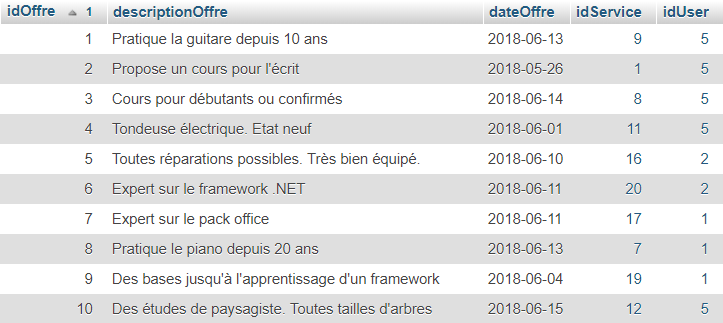 idOffre 1 descriptionOffre dateOffre idService idUser
1 Pratique la guitare depuis 10 ans 2018-06-13 9 5
2 Propose un cours pour l'écrit 2018-05-26 1 5
3 Cours pour débutants ou confirmés 2018-06-14 8 5
4 Tondeuse électrique. Etat neuf 2018-06-01 11 5
5 Toutes réparations possibles. Très bien équipé. 2018-06-10 16 2
6 Expert sur le framework .NET 2018-06-11 20 2
7 Expert sur le pack office 2018-06-11 17 1
8 Pratique le piano depuis 20 ans 2018-06-13 7 1
9 Des bases jusqu'à l'apprentissage d'un framework 2018-06-04 19 1
10 Des études de paysagiste. Toutes tailles d'arbres 2018-06-15 12 5